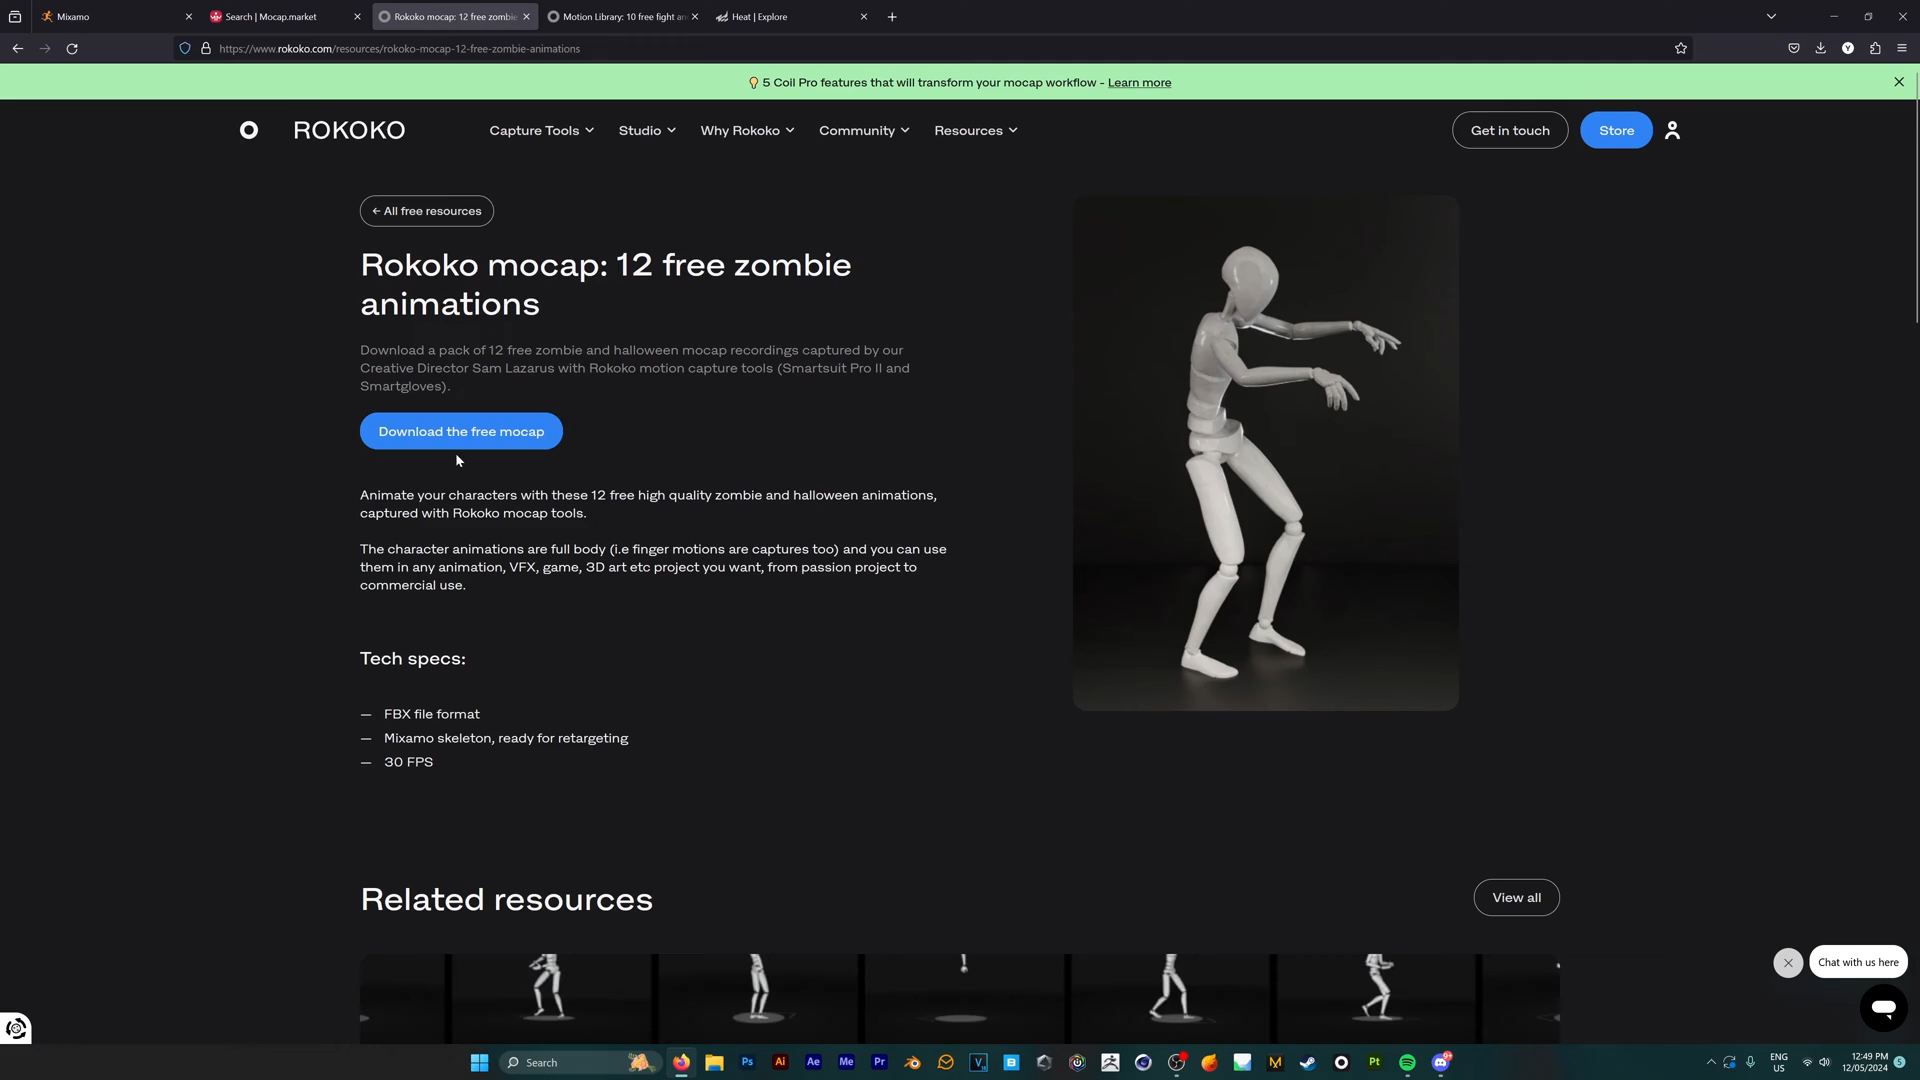 Mixamo
Search | Mocap.market
Rokoko mocap: 12 free zombie
Motion Library: 10 free fight an
Heat | Explore
https://www.rokoko.com/resources/rokoko-mocap-12-free-zombie-animations
5 Coil Pro features that will transform your mocap workflow - Learn more
ROKOKO
Capture Tools
Studio
Why Rokoko
Community
Resources
Get in touch
Store
← All free resources
Rokoko mocap: 12 free zombie
animations
Download a pack of 12 free zombie and halloween mocap recordings captured by our
Creative Director Sam Lazarus with Rokoko motion capture tools (Smartsuit Pro II and
Smartgloves).
Download the free mocap
Animate your characters with these 12 free high quality zombie and halloween animations,
captured with Rokoko mocap tools.
The character animations are full body (i.e finger motions are captures too) and you can use
them in any animation, VFX, game, 3D art etc project you want, from passion project to
commercial use.
Tech specs:
— FBX file format
— Mixamo skeleton, ready for retargeting
— 30 FPS
Related resources
View all
Chat with us here
Search
Ps
Ai
Ae
Me
Pr
Pt
ENG
US
12:49 PM
12/05/2024
5